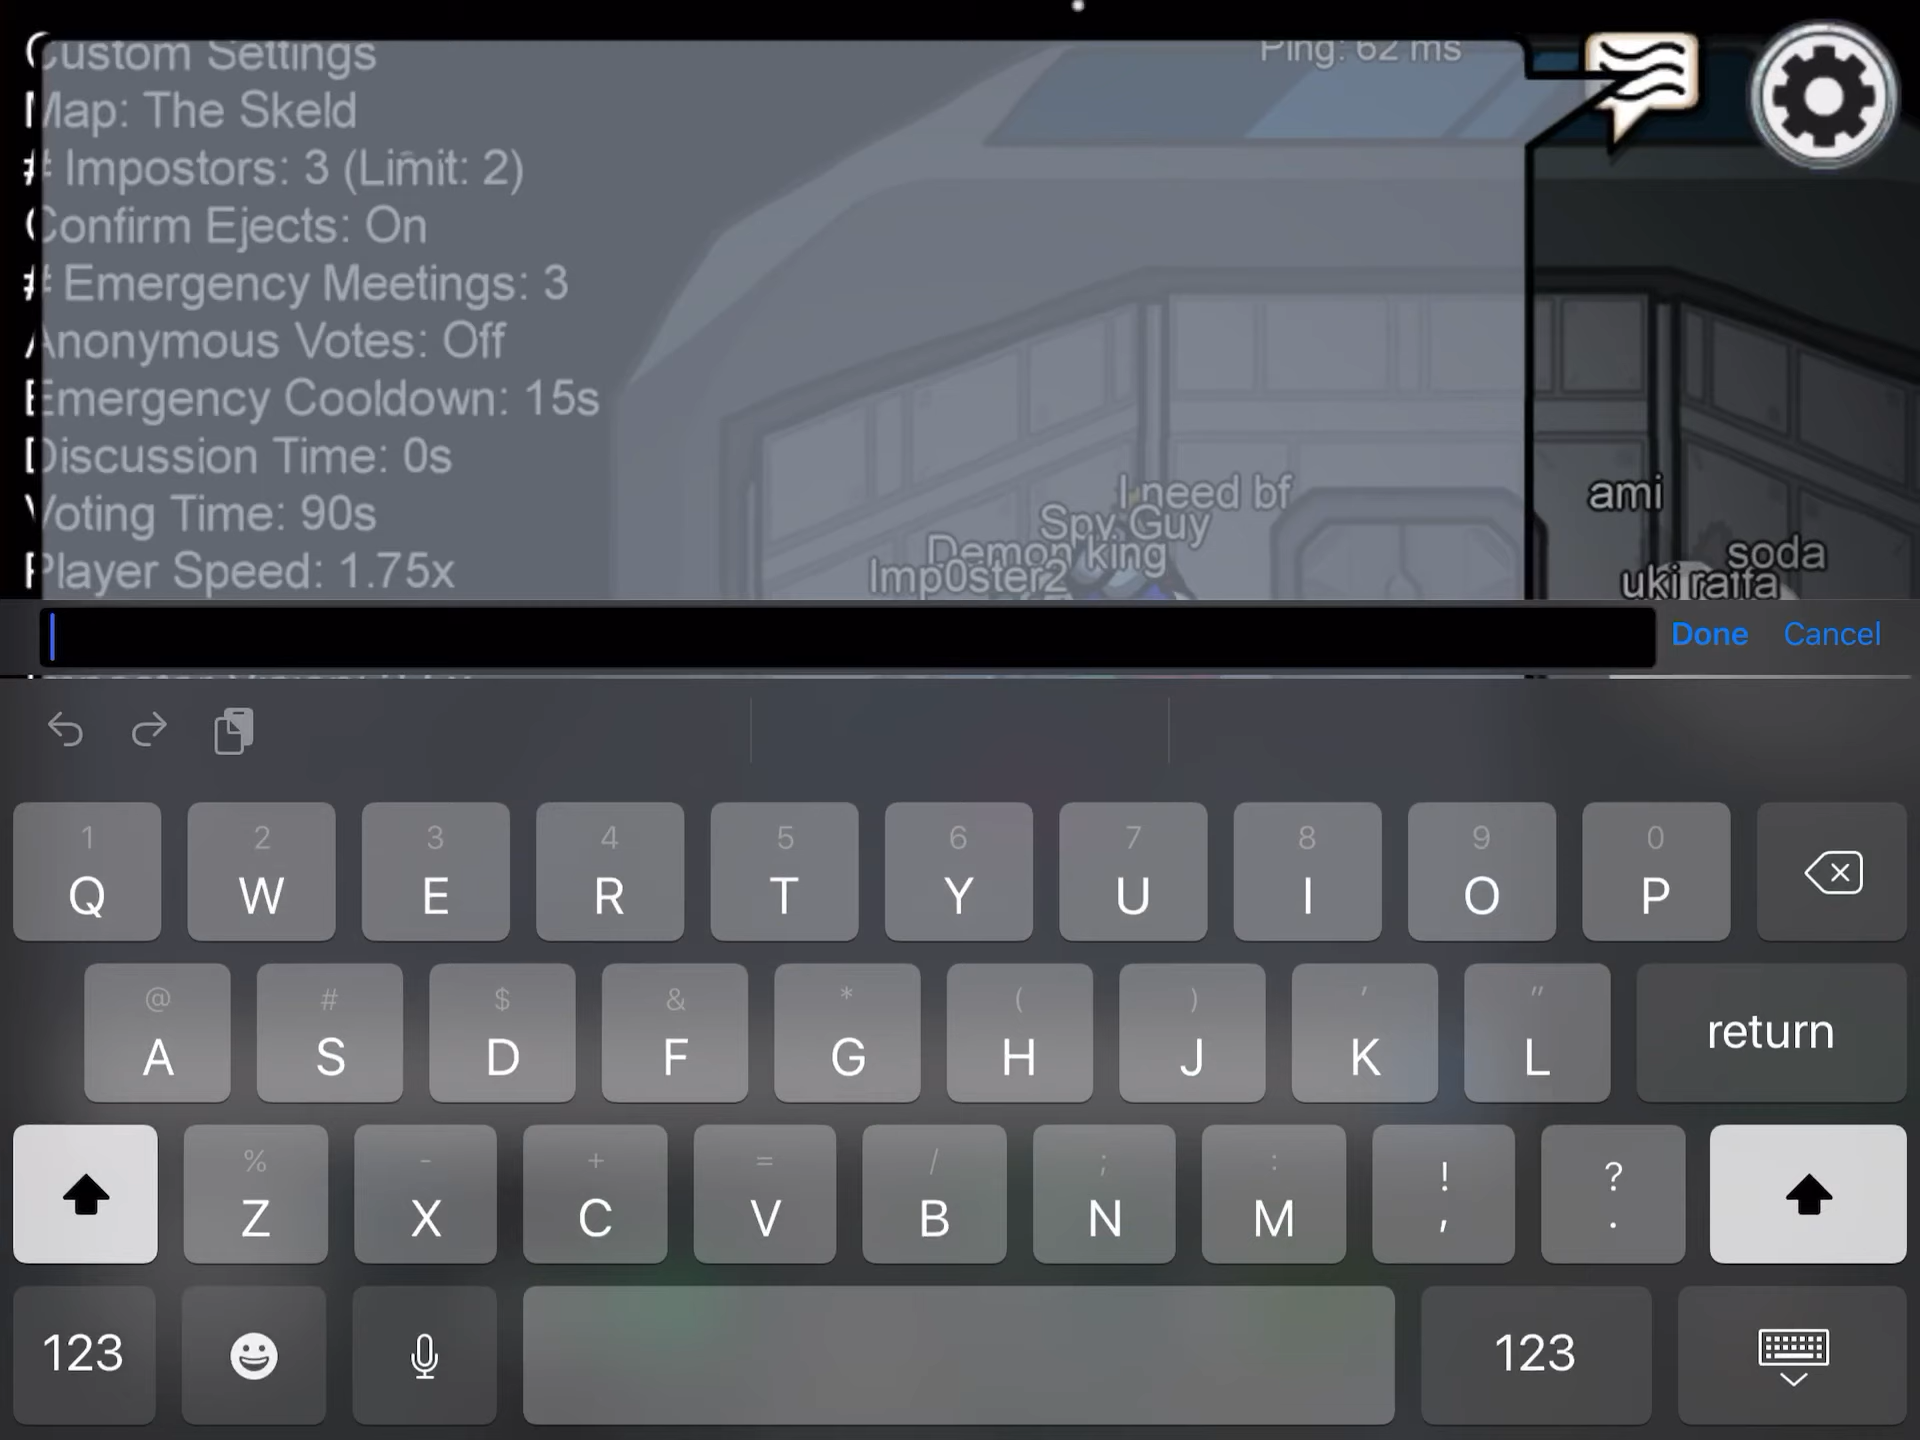 Custom Settings
Ping: 62 ms
Map: The Skeld
# Impostors: 3 (Limit: 2)
Confirm Ejects: On
# Emergency Meetings: 3
Anonymous Votes: Off
Emergency Cooldown: 15s
Discussion Time: 0s
Voting Time: 90s
Player Speed: 1.75x
I need bf
Spy Guy
Demon king
Imp0ster2
ami
soda
uki raffa
Done Cancel
1 2 3 4 5 6 7 8 9 0
Q W E R T Y U I O P
@ # $ & * ( ) ' "
A S D F G H J K L return
% - + = / ; : ! ?
Z X C V B N M , .
123 123